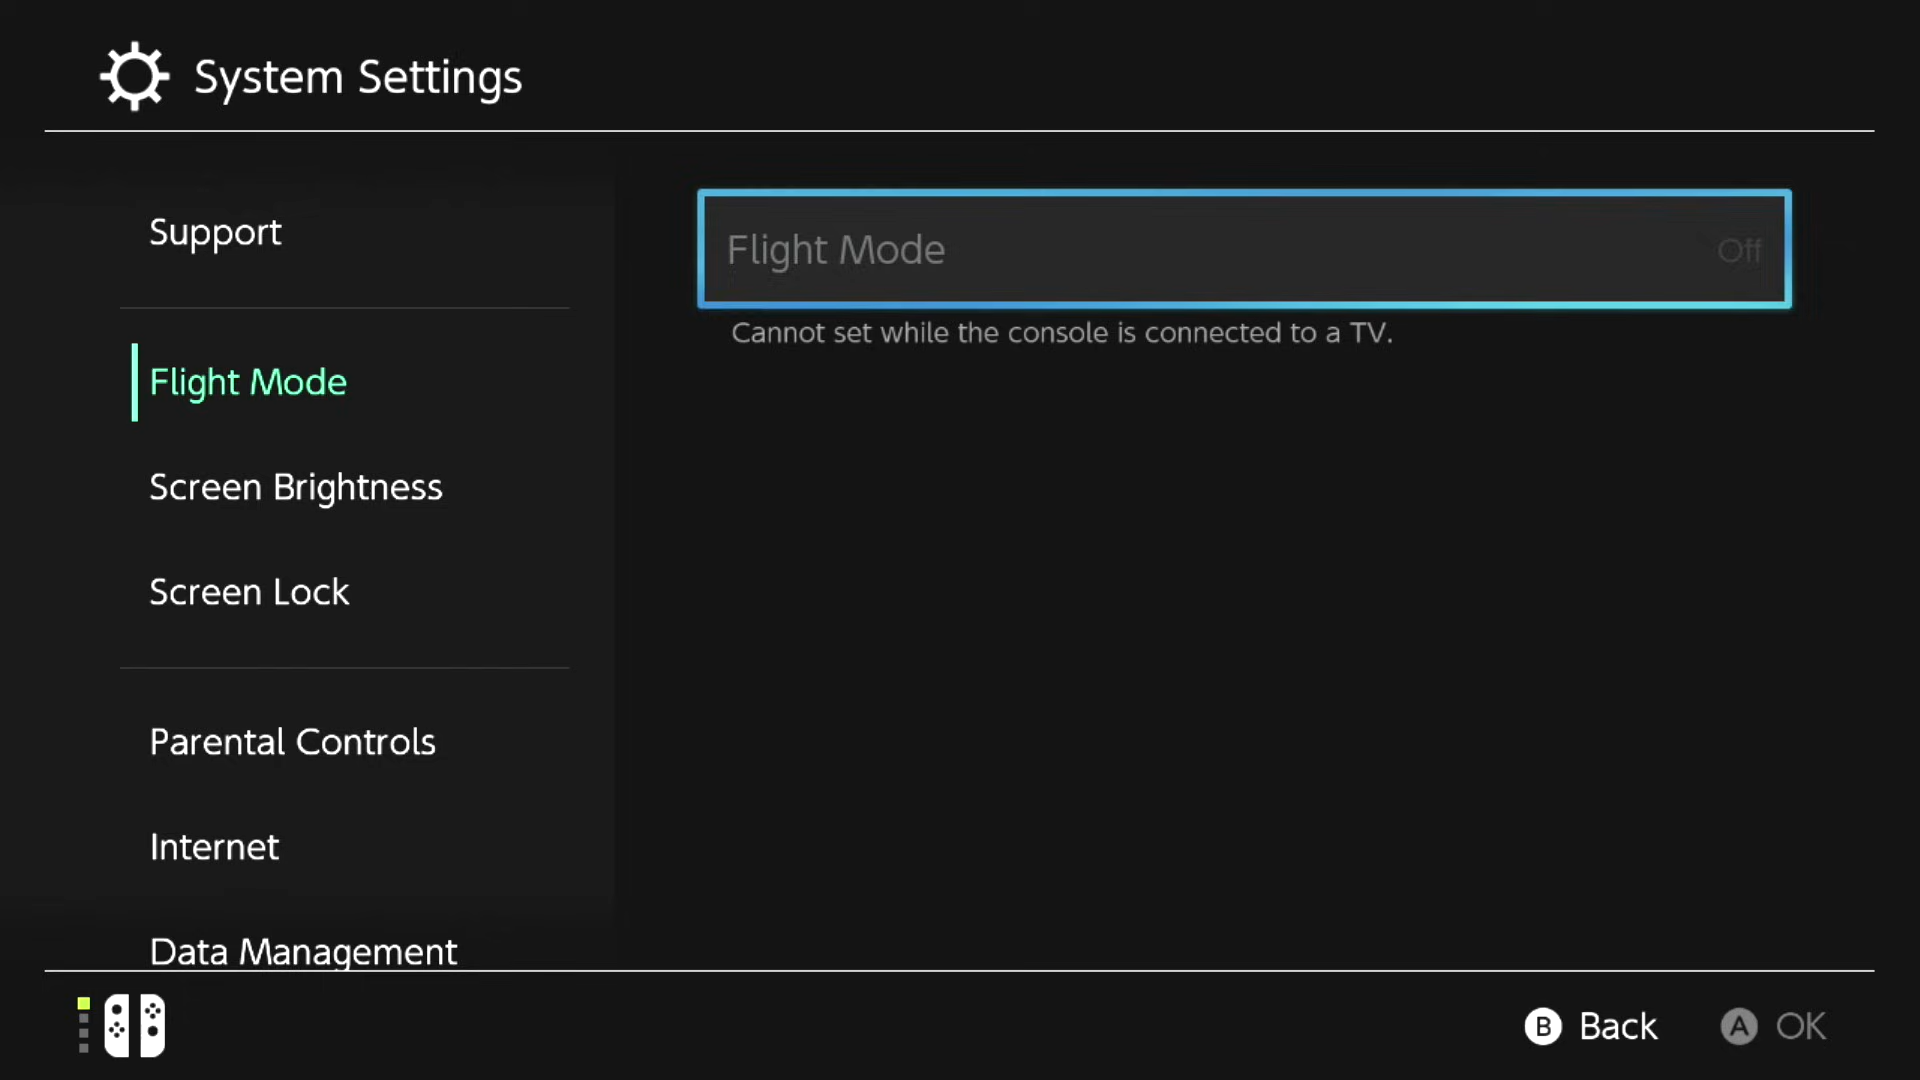 System Settings
Support
Flight Mode
Screen Brightness
Screen Lock
Parental Controls
Internet
Data Management
Flight Mode Off
Cannot set while the console is connected to a TV.
B Back A OK